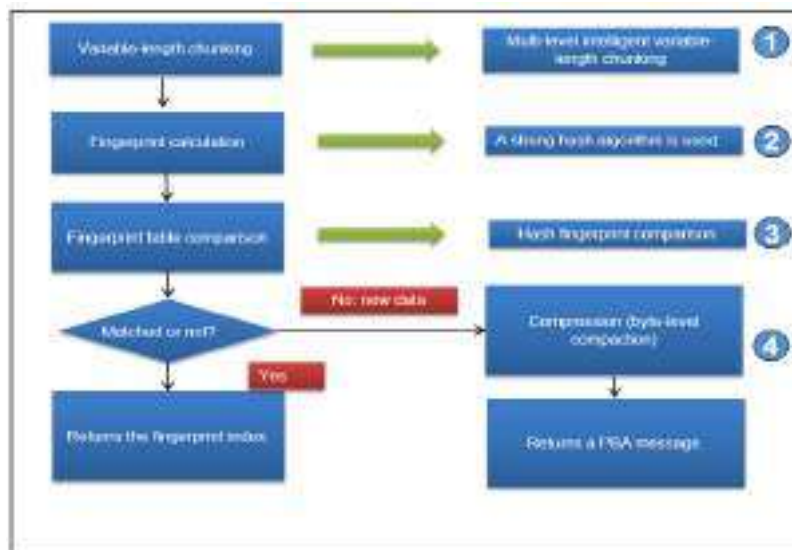 Variable-length chunking
Multi-level intelligent variable-
length chunking
1
Fingerprint calculation
A strong hash algorithm is used
2
Fingerprint table comparison
Hash fingerprint comparison
3
No: new data
Matched or not?
Compression (byte-level
compaction)
4
Yes
Returns the fingerprint index
Returns a PBA message